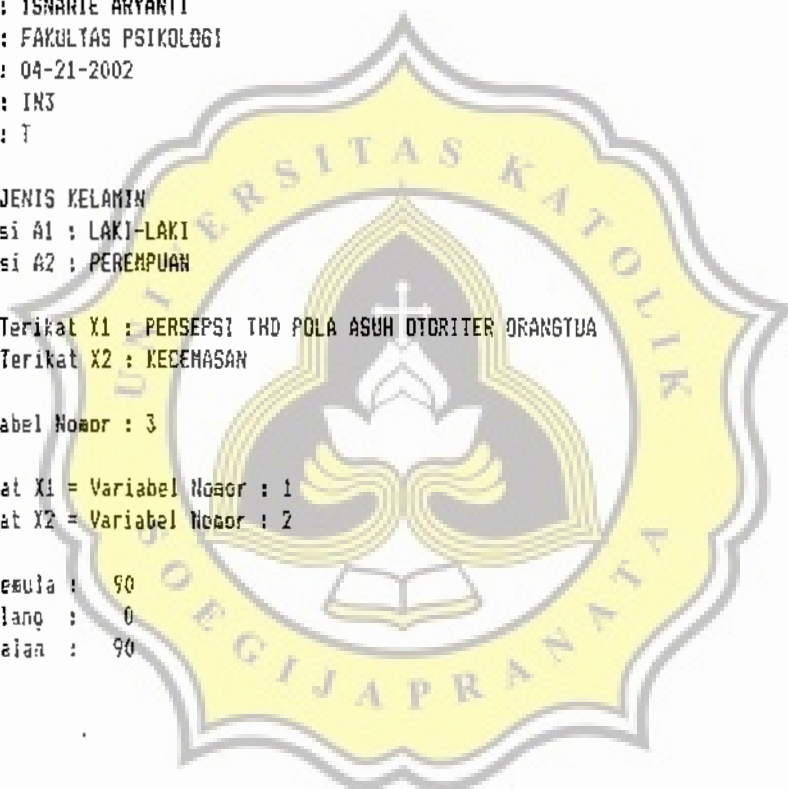 : ISNARIE ARYANTI
: FAKULTAS PSIKOLOGI
: 04-21-2002
: IN3
: T
JENIS KELAMIN
si A1 : LAKI-LAKI
si A2 : PEREMPUAN
Terikat X1 : PERSEPSI THD POLA ASUH OTORITER ORANGTUA
Terikat X2 : KECEMASAN
abel Nomor : 3
at X1 = Variabel Nomor : 1
at X2 = Variabel Nomor : 2
emula : 90
lang : 0
alan : 90
UNIVERSITAS KATOLIK
SOEGIJAPRANATA